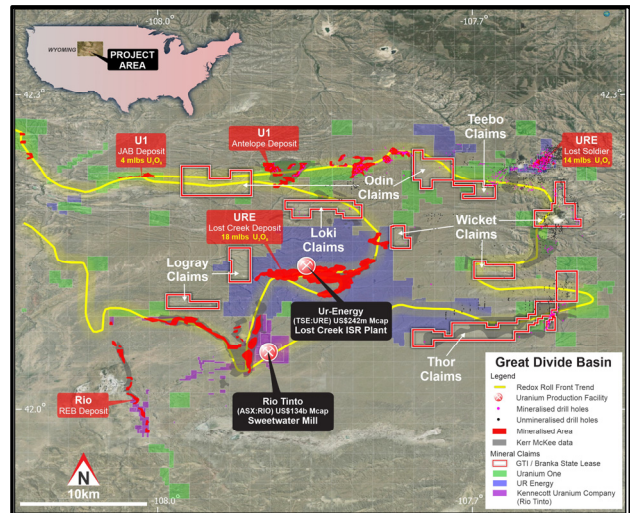 -108.0
-107.7
WYOMING
PROJECT
AREA
42.3
42.3
U1
JAB Deposit
4 mlbs U₃O₈
U1
Antelope Deposit
Teebo
Claims
URE
Lost Soldier
14 mlbs U₃O₈
Odin
Claims
URE
Lost Creek Deposit
18 mlbs U₃O₈
Loki
Claims
Wicket
Claims
Logray
Claims
Ur-Energy
(TSE:URE) US$242m Mcap
Lost Creek ISR Plant
Thor
Claims
Rio
REB Deposit
Rio Tinto
(ASX:RIO) US$134b Mcap
Sweetwater Mill
42.0
N
10km
-108.0
-107.7
Great Divide Basin
Legend
Redox Roll Front Trend
Uranium Production Facility
Mineralised drill holes
Unmineralised drill holes
Mineralised Area
Kerr McKee data
Mineral Claims
GTI / Branka State Lease
Uranium One
UR Energy
Kennecott Uranium Company
(Rio Tinto)